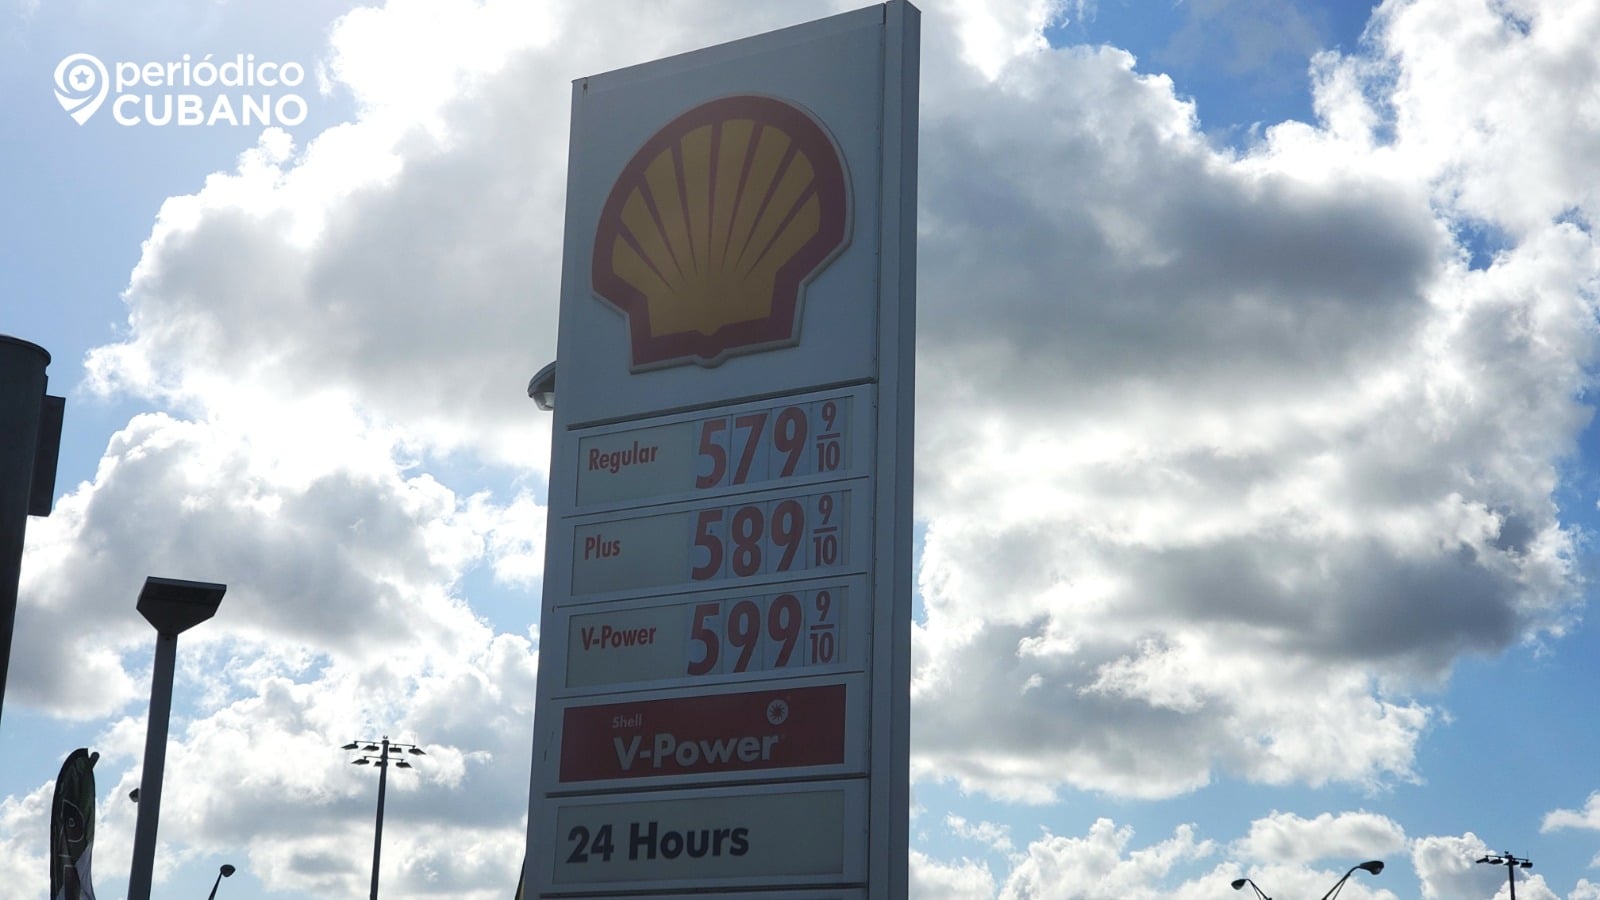 periódico
CUBANO
Regular 579 9/10
Plus 589 9/10
V-Power 599 9/10
Shell
V-Power
24 Hours